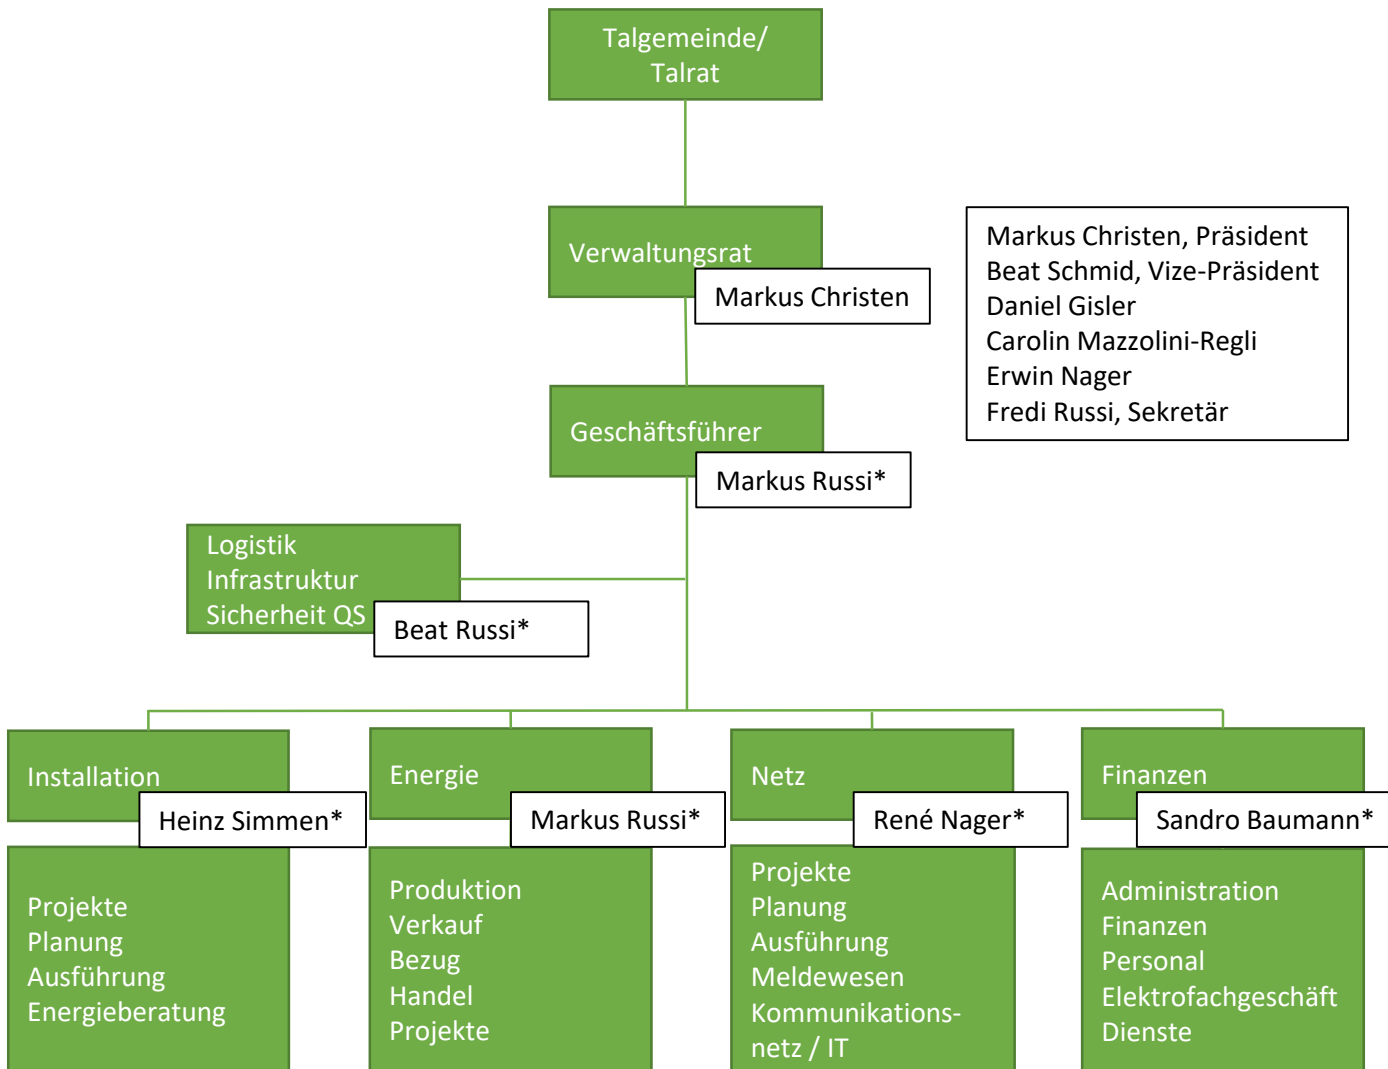 Talgemeinde/
Talrat
Verwaltungsrat
Markus Christen
Markus Christen, Präsident
Beat Schmid, Vize-Präsident
Daniel Gisler
Carolin Mazzolini-Regli
Erwin Nager
Fredi Russi, Sekretär
Geschäftsführer
Markus Russi*
Logistik
Infrastruktur
Sicherheit QS
Beat Russi*
Installation
Heinz Simmen*
Projekte
Planung
Ausführung
Energieberatung
Energie
Markus Russi*
Produktion
Verkauf
Bezug
Handel
Projekte
Netz
René Nager*
Projekte
Planung
Ausführung
Meldewesen
Kommunikations-
netz / IT
Finanzen
Sandro Baumann*
Administration
Finanzen
Personal
Elektrofachgeschäft
Dienste